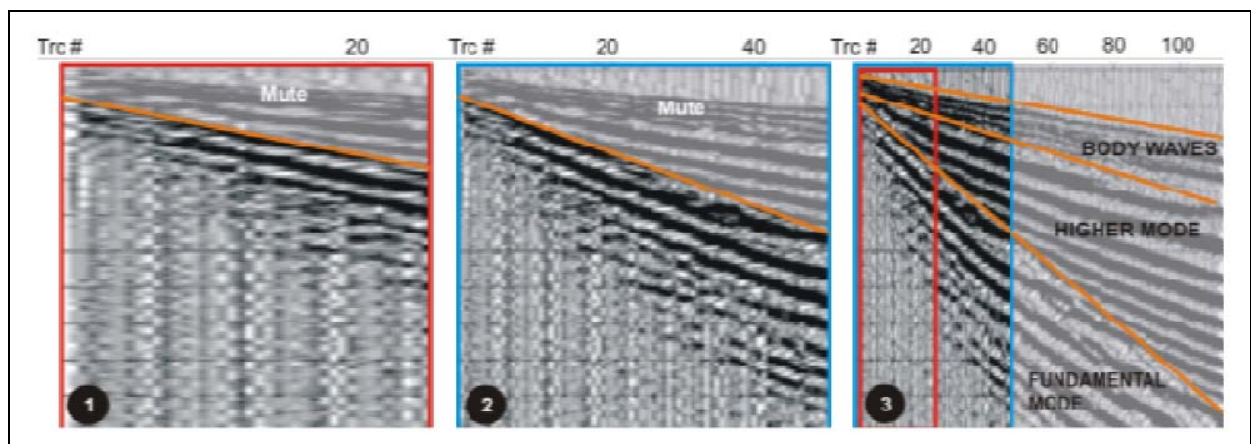 Trc # 20 Trc # 20 40 Trc # 20 40 60 80 100
Mute Mute
BODY WAVES
HIGHER MODE
FUNDAMENTAL
MODE
1 2 3